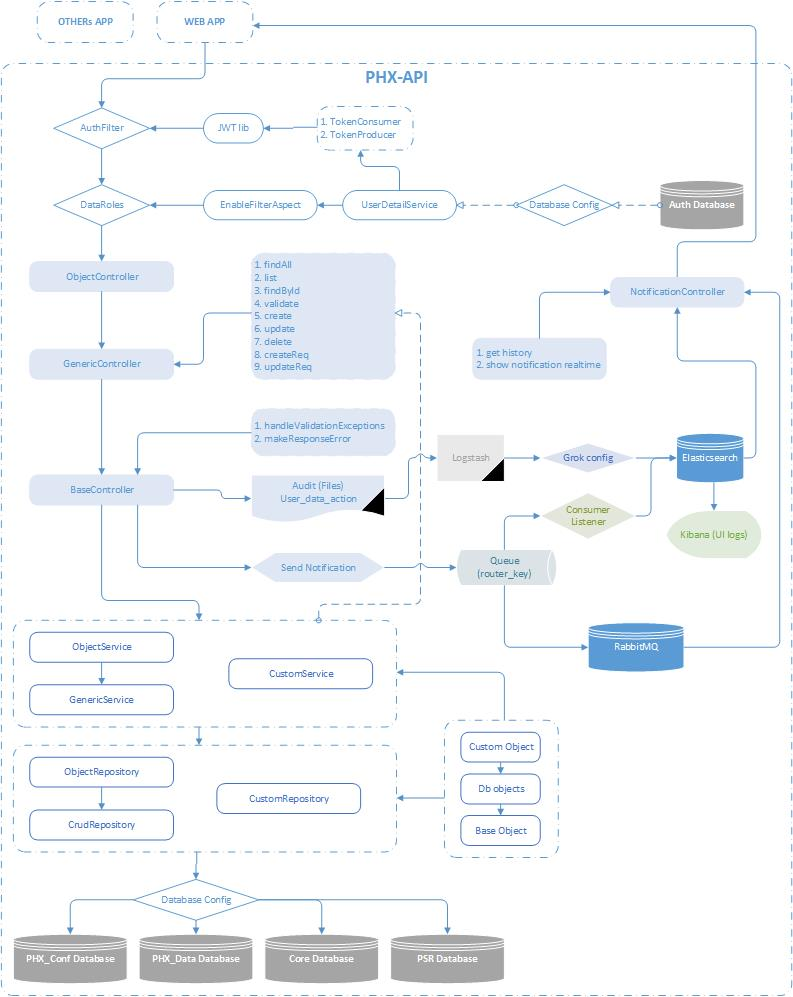 OTHERs APP
WEB APP
PHX-API
AuthFilter
JWT lib
1. TokenConsumer
2. TokenProducer
DataRoles
EnableFilterAspect
UserDetailService
Database Config
Auth Database
ObjectController
1. findAll
2. list
3. findById
4. validate
5. create
6. update
7. delete
8. createReq
9. updateReq
NotificationController
GenericController
1. get history
2. show notification realtime
1. handleValidationExceptions
2. makeResponseError
BaseController
Audit (Files)
User_data_action
Logstash
Grok config
Elasticsearch
Consumer
Listener
Kibana (UI logs)
Send Notification
Queue
(router_key)
RabbitMQ
ObjectService
GenericService
CustomService
ObjectRepository
CrudRepository
CustomRepository
Custom Object
Db objects
Base Object
Database Config
PHX_Conf Database
PHX_Data Database
Core Database
PSR Database